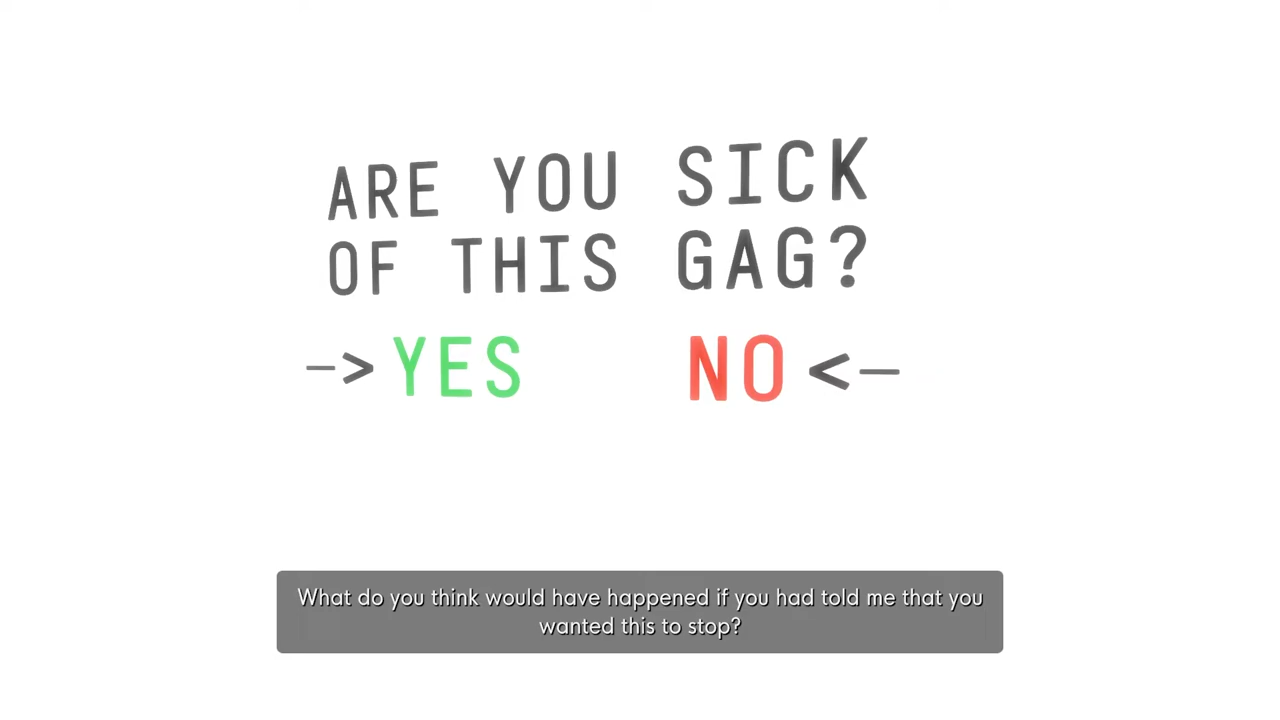 ARE YOU SICK
OF THIS GAG?
—> YES NO <—
What do you think would have happened if you had told me that you
wanted this to stop?